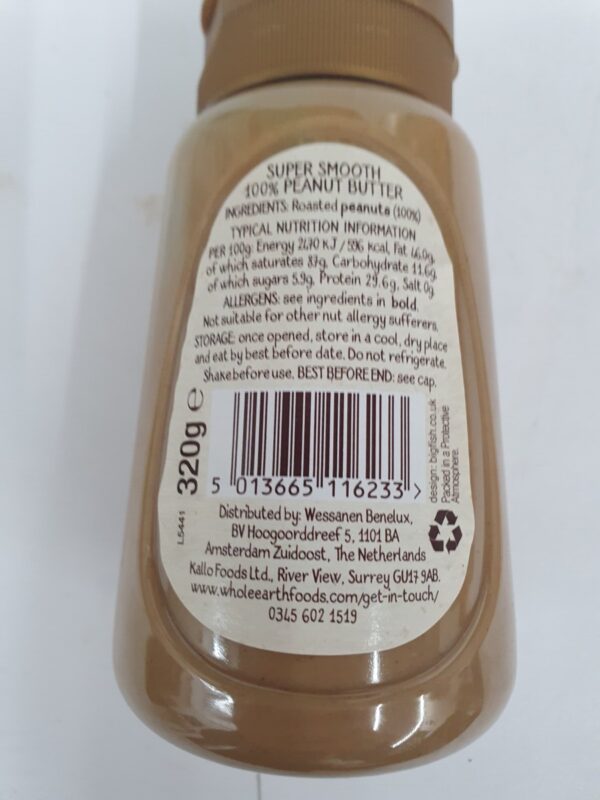 SUPER SMOOTH
100% PEANUT BUTTER
INGREDIENTS: Roasted peanuts (100%)
TYPICAL NUTRITION INFORMATION
PER 100g: Energy 2470 KJ / 596 kcal, Fat 46.0g,
of which saturates 8.7g, Carbohydrate 11.6g,
of which sugars 5.9g, Protein 29.6g, Salt 0g
ALLERGENS: see ingredients in bold.
Not suitable for other nut allergy sufferers.
STORAGE: once opened, store in a cool, dry place
and eat by best before date. Do not refrigerate.
Shake before use. BEST BEFORE END: see cap.
320g e
L5441
5 013665 116233 >
design: bigfish.co.uk
Packed in a Protective
Atmosphere.
Distributed by: Wessanen Benelux,
BV Hoogoorddreef 5, 1101 BA
Amsterdam Zuidoost, The Netherlands
Kallo Foods Ltd., River View, Surrey GU17 9AB.
www.wholeearthfoods.com/get-in-touch/
0345 602 1519